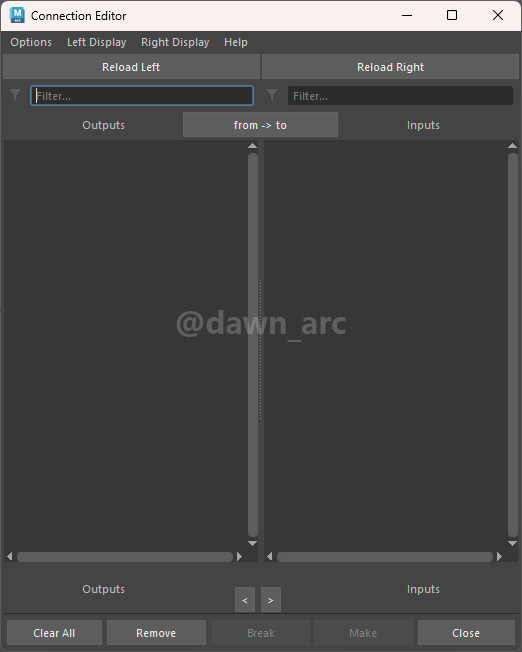 Connection Editor
Options Left Display Right Display Help
Reload Left Reload Right
Filter... Filter...
Outputs from -> to Inputs
@dawn_arc
Outputs < > Inputs
Clear All Remove Break Make Close